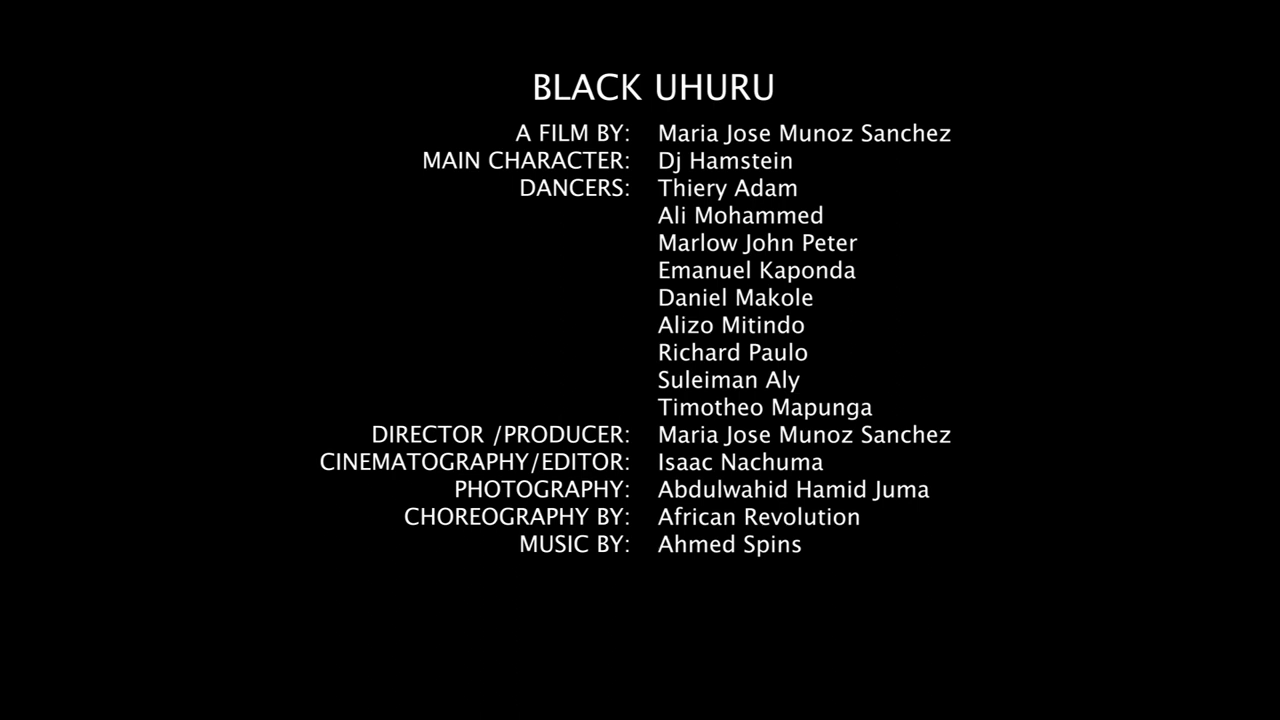 BLACK UHURU
A FILM BY: Maria Jose Munoz Sanchez
MAIN CHARACTER: Dj Hamstein
DANCERS: Thiery Adam
Ali Mohammed
Marlow John Peter
Emanuel Kaponda
Daniel Makole
Alizo Mitindo
Richard Paulo
Suleiman Aly
Timotheo Mapunga
DIRECTOR /PRODUCER: Maria Jose Munoz Sanchez
CINEMATOGRAPHY/EDITOR: Isaac Nachuma
PHOTOGRAPHY: Abdulwahid Hamid Juma
CHOREOGRAPHY BY: African Revolution
MUSIC BY: Ahmed Spins